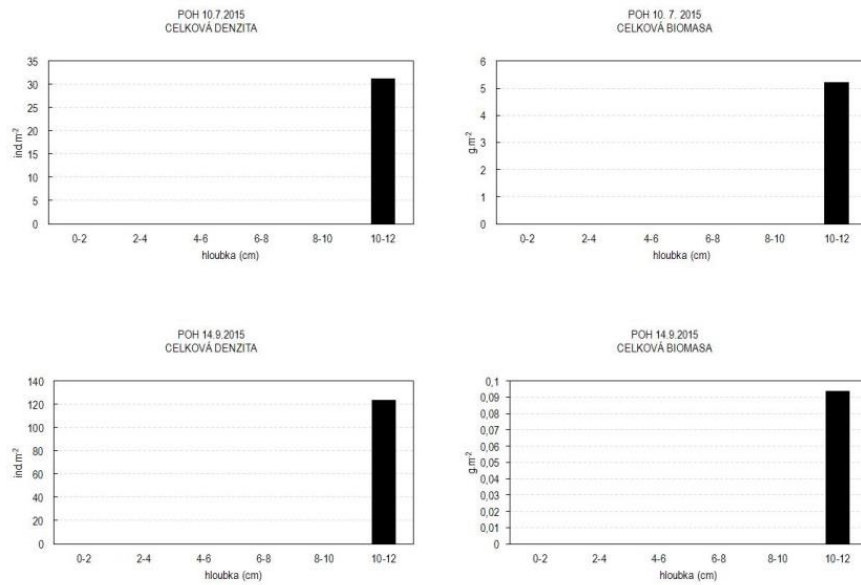 POH 10.7.2015
CELKOVÁ DENZITA
35
30
25
20
15
10
5
0
ind.m-2
0-2 2-4 4-6 6-8 8-10 10-12
hloubka (cm)
POH 10. 7. 2015
CELKOVÁ BIOMASA
6
5
4
3
2
1
0
g.m-2
0-2 2-4 4-6 6-8 8-10 10-12
hloubka (cm)
POH 14.9.2015
CELKOVÁ DENZITA
140
120
100
80
60
40
20
0
ind.m-2
0-2 2-4 4-6 6-8 8-10 10-12
hloubka (cm)
POH 14.9.2015
CELKOVÁ BIOMASA
0,1
0,09
0,08
0,07
0,06
0,05
0,04
0,03
0,02
0,01
0
g.m-2
0-2 2-4 4-6 6-8 8-10 10-12
hloubka (cm)